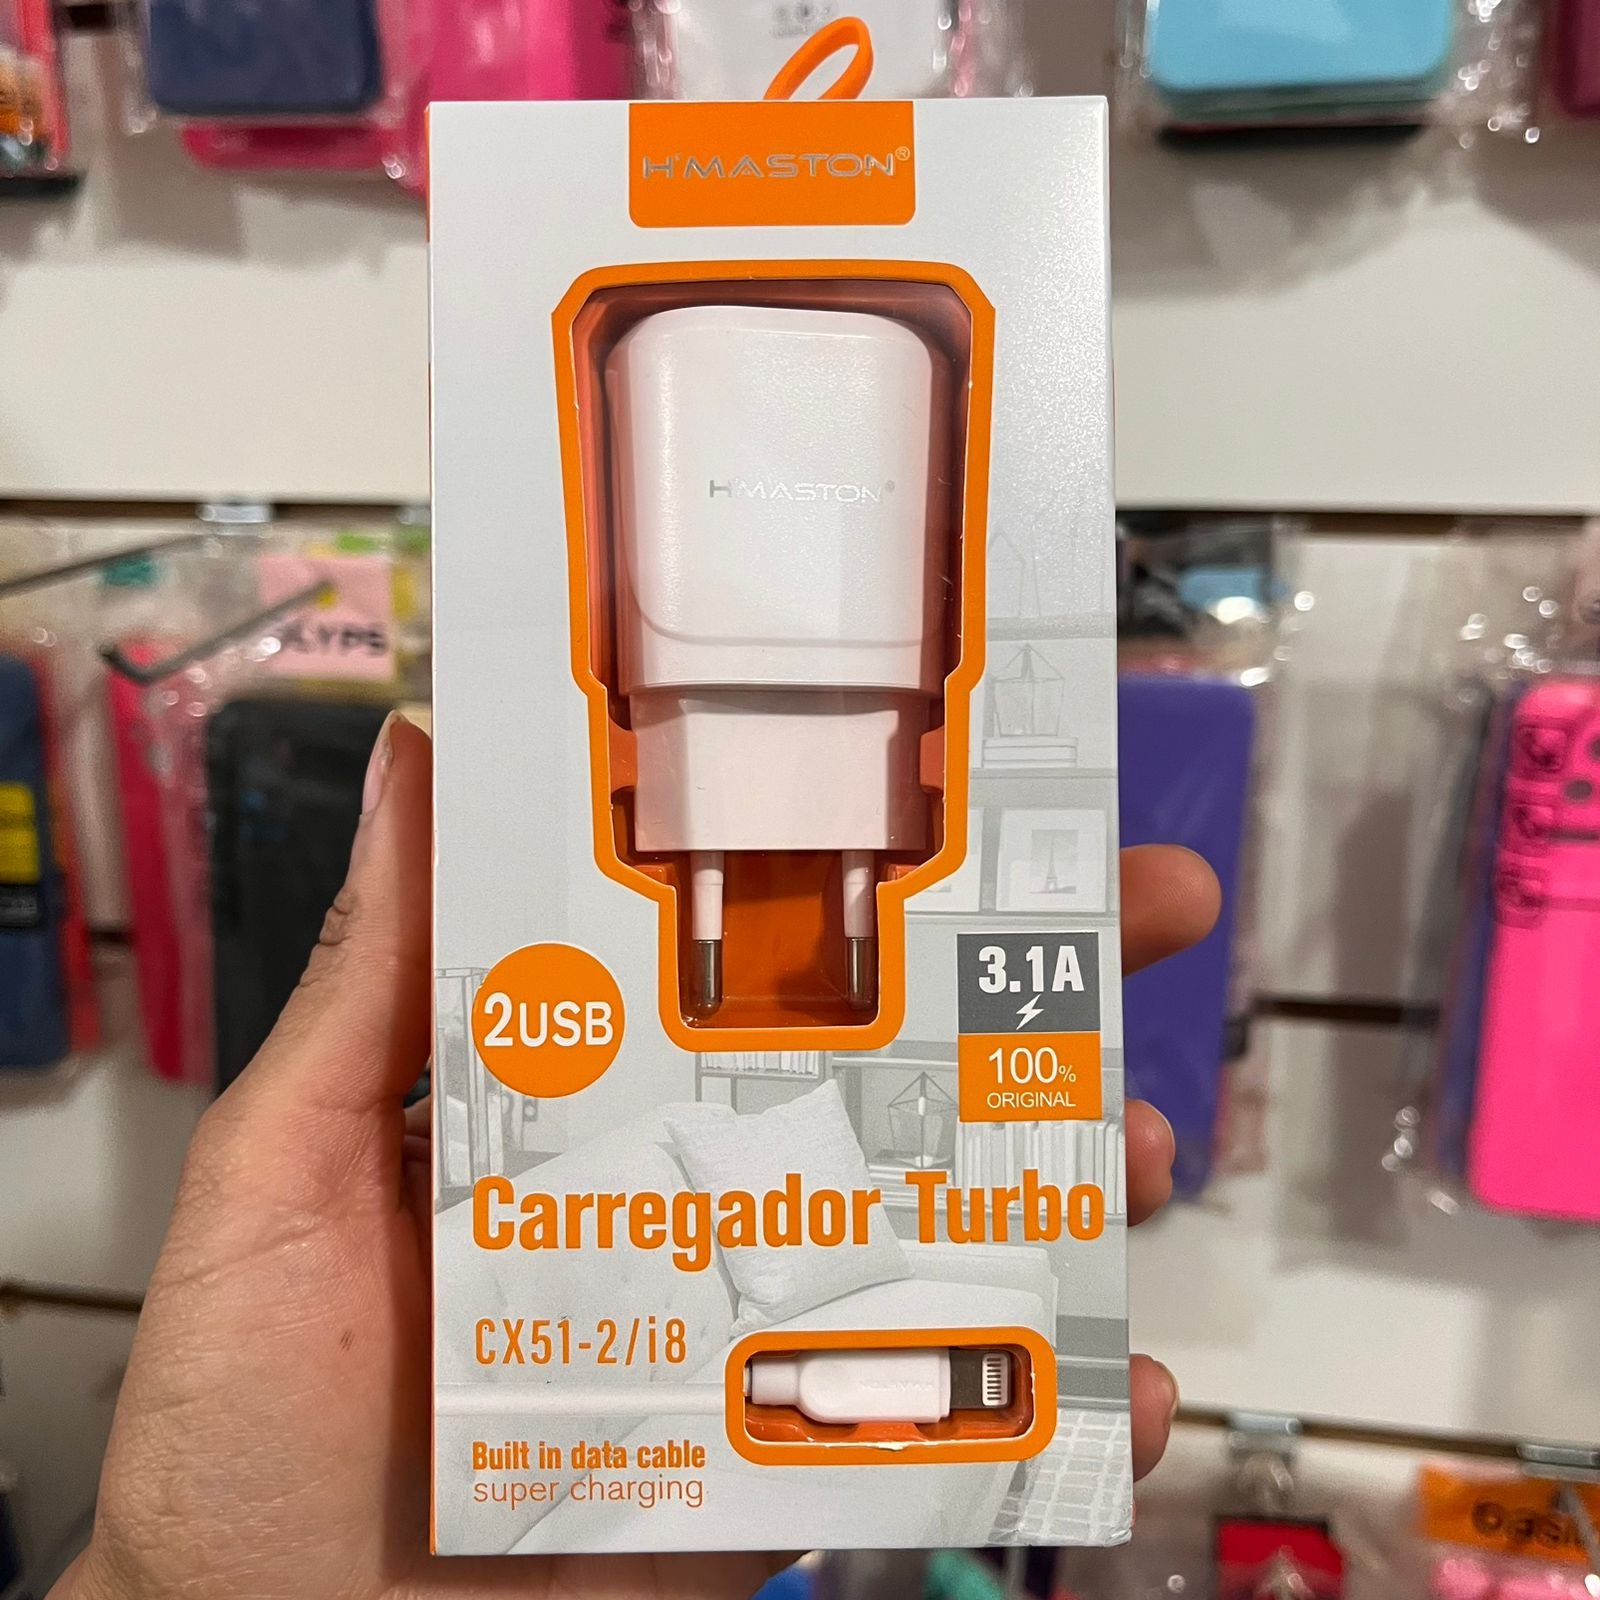 H'MASTON®
H'MASTON®
2USB
3.1A
100%
ORIGINAL
Carregador Turbo
CX51-2/i8
Built in data cable
super charging